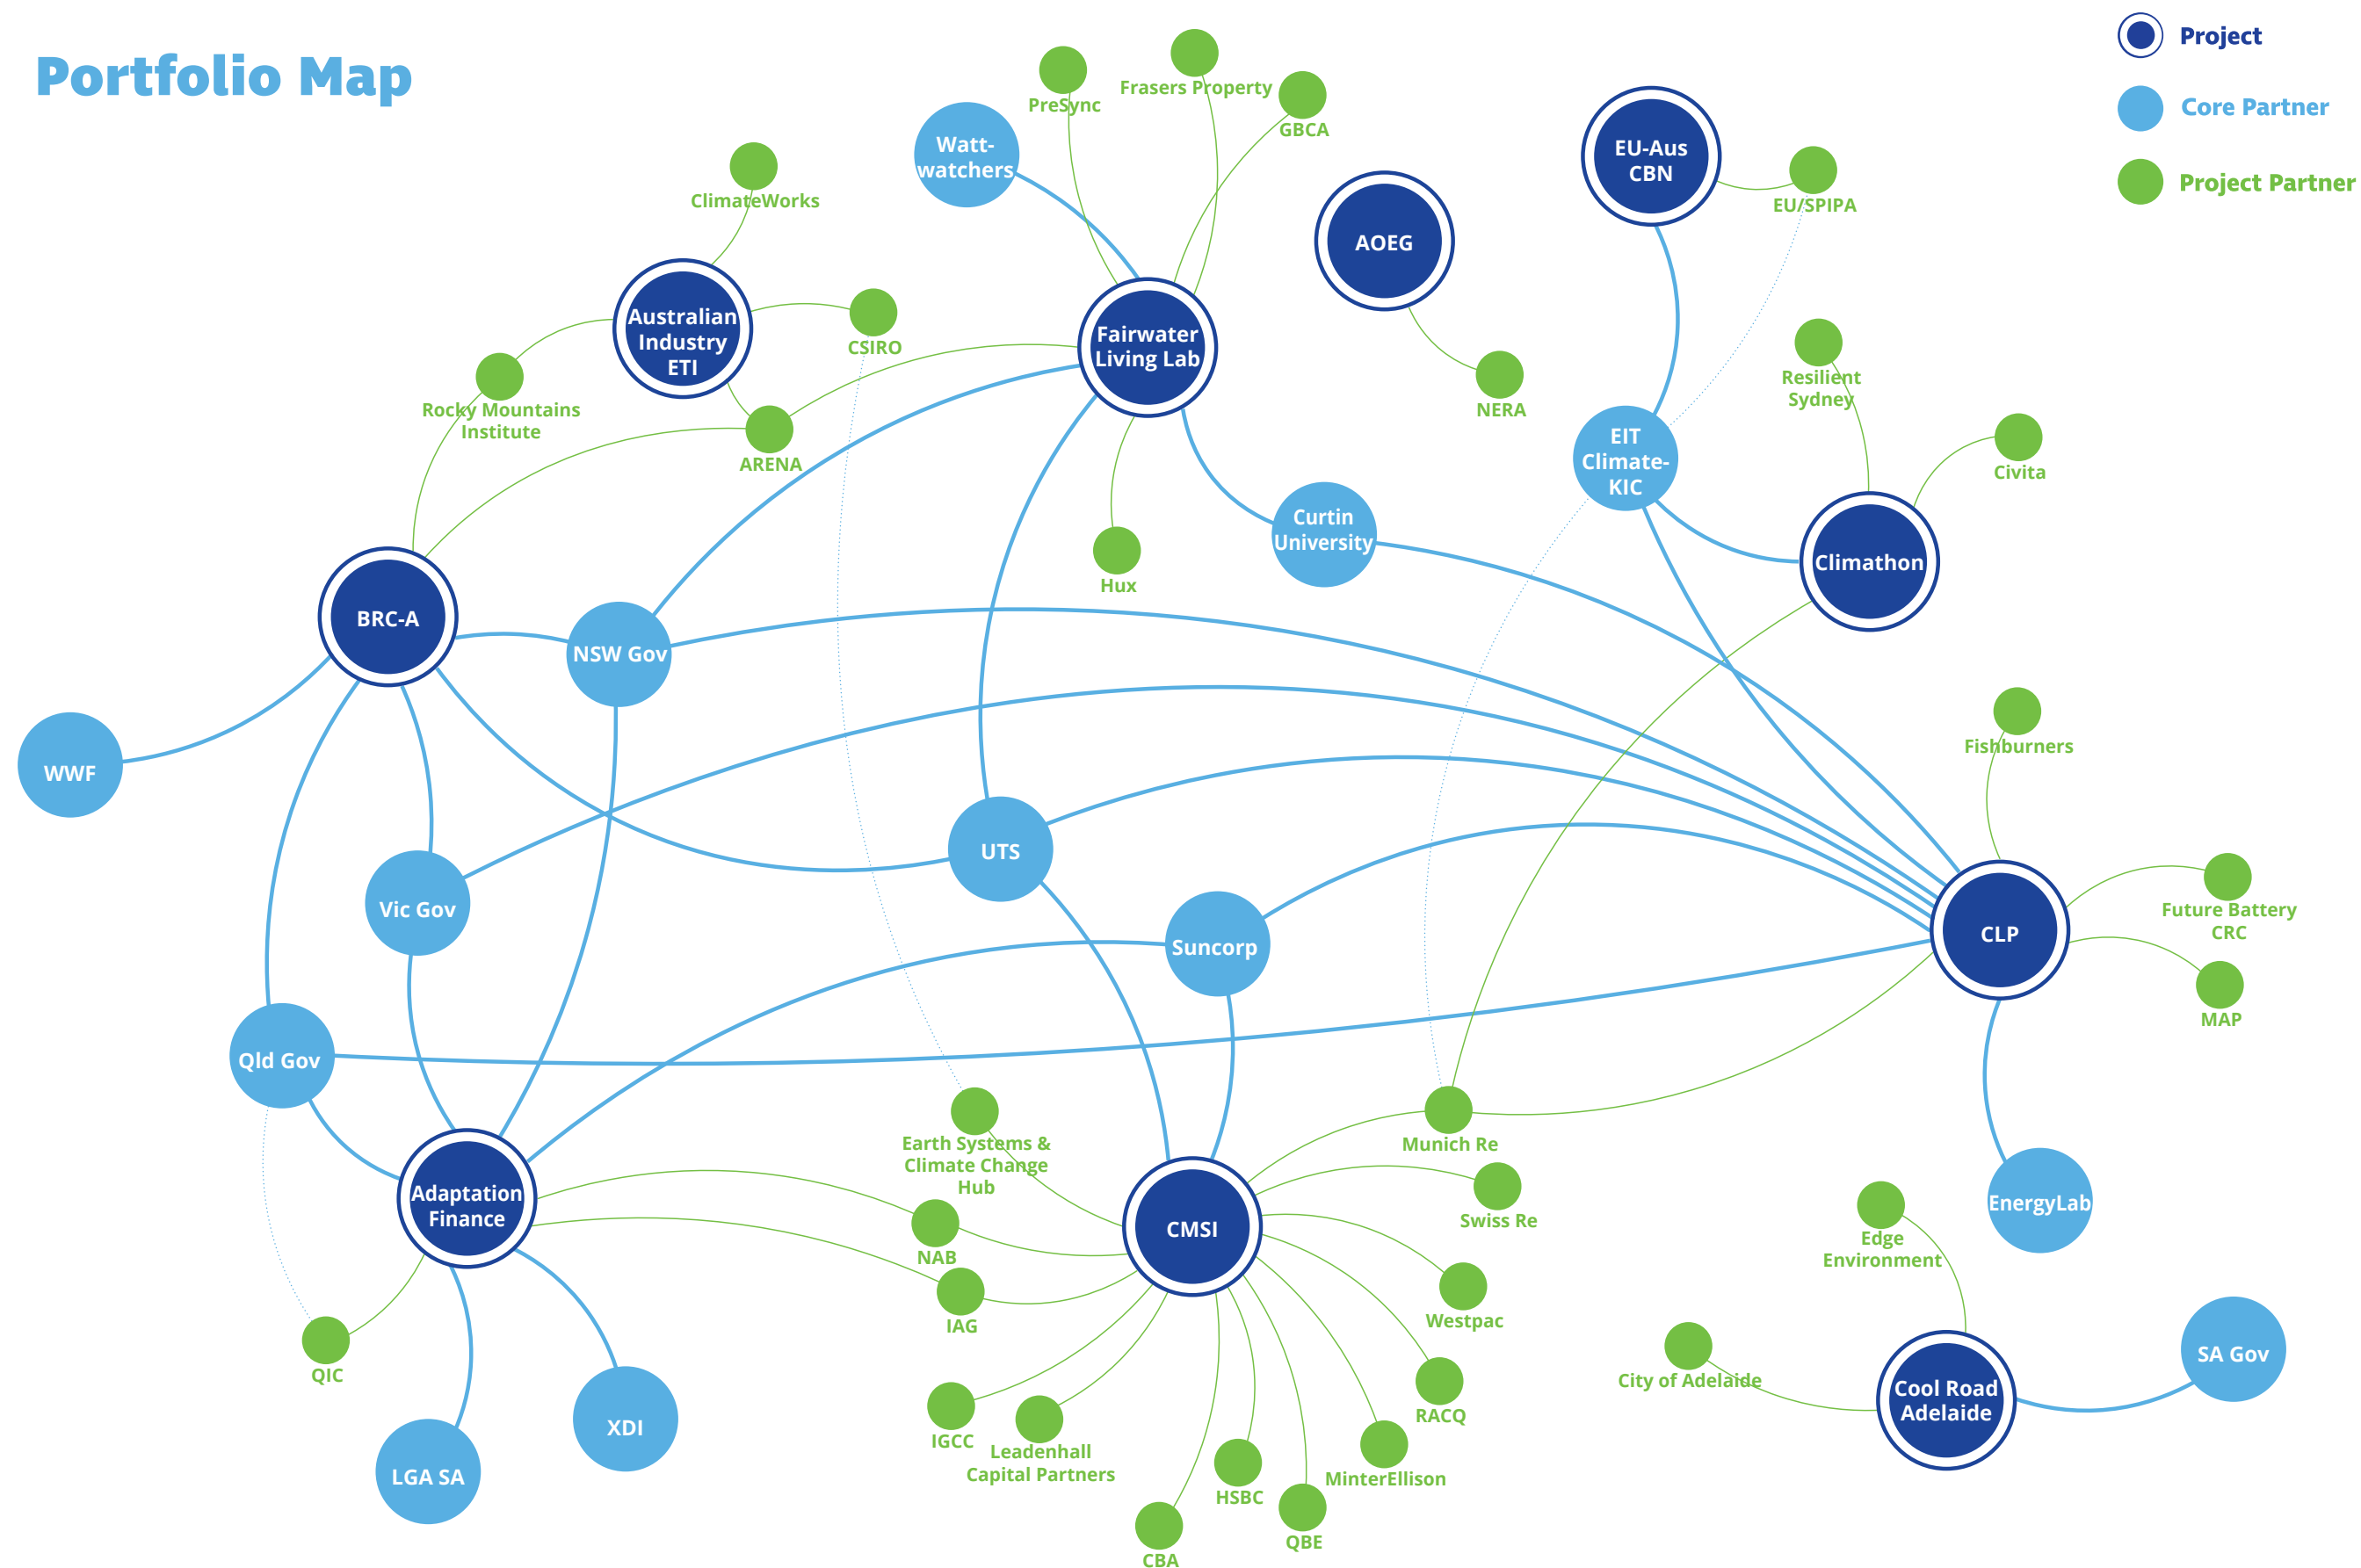 Portfolio Map
Project
Core Partner
Project Partner
PreSync
Frasers Property
GBCA
Watt-
watchers
EU-Aus
CBN
EU/SPIPA
ClimateWorks
AOEG
Australian
Industry
ETI
CSIRO
Fairwater
Living Lab
NERA
Resilient
Sydney
Rocky Mountains
Institute
ARENA
EIT
Climate-
KIC
Civita
Curtin
University
Hux
Climathon
BRC-A
NSW Gov
WWF
Fishburners
UTS
Vic Gov
Suncorp
CLP
Future Battery
CRC
MAP
Qld Gov
Earth Systems &
Climate Change
Hub
Munich Re
Adaptation
Finance
NAB
CMSI
Swiss Re
EnergyLab
Edge
Environment
IAG
Westpac
QIC
City of Adelaide
SA Gov
Cool Road
Adelaide
XDI
LGA SA
IGCC
Leadenhall
Capital Partners
RACQ
MinterEllison
HSBC
QBE
CBA